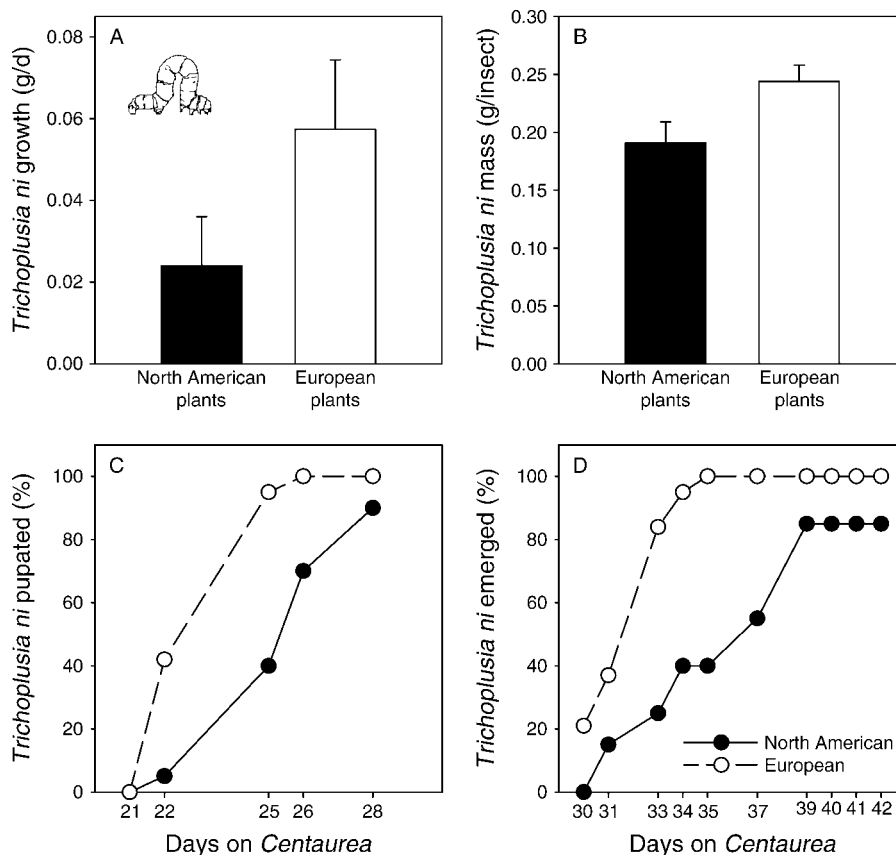 A
Trichoplusia ni growth (g/d)
0.08
0.06
0.04
0.02
0.00
North American
plants
European
plants
B
Trichoplusia ni mass (g/insect)
0.30
0.25
0.20
0.15
0.10
0.05
0.00
North American
plants
European
plants
C
Trichoplusia ni pupated (%)
100
80
60
40
20
0
21 22 25 26 28
Days on Centaurea
D
Trichoplusia ni emerged (%)
100
80
60
40
20
0
North American
European
30 31 33 34 35 37 39 40 41 42
Days on Centaurea